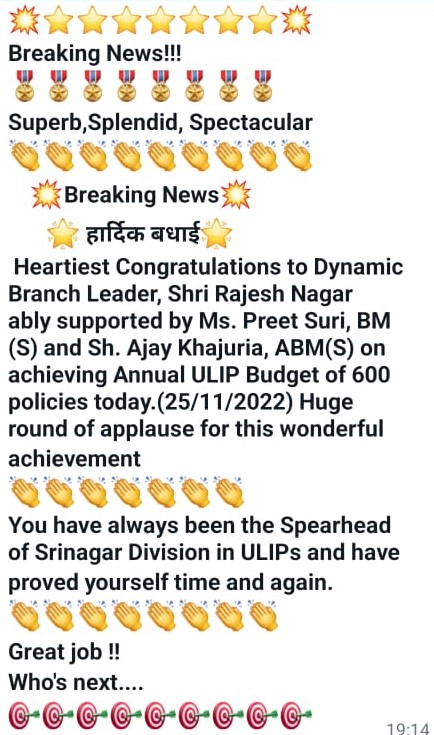 💥⭐⭐⭐⭐⭐⭐⭐💥
Breaking News!!!
🎖🎖🎖🎖🎖🎖🎖🎖
Superb,Splendid, Spectacular
👏👏👏👏👏👏👏👏👏
💥Breaking News💥
🌟 हार्दिक बधाई🌟
Heartiest Congratulations to Dynamic
Branch Leader, Shri Rajesh Nagar
ably supported by Ms. Preet Suri, BM
(S) and Sh. Ajay Khajuria, ABM(S) on
achieving Annual ULIP Budget of 600
policies today.(25/11/2022) Huge
round of applause for this wonderful
achievement
👏👏👏👏👏👏👏
You have always been the Spearhead
of Srinagar Division in ULIPs and have
proved yourself time and again.
👏👏👏👏👏👏👏👏
Great job !!
Who's next....
🎯🎯🎯🎯🎯🎯🎯🎯🎯
19:14